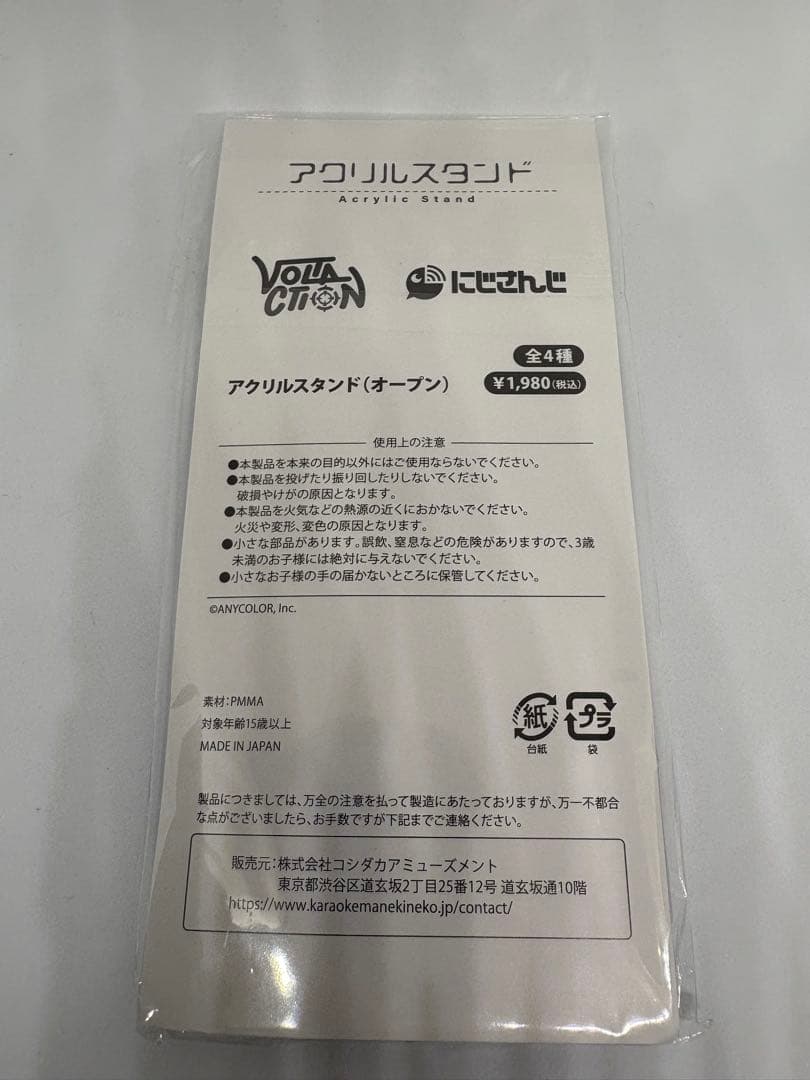 アクリルスタンド
Acrylic Stand
VOLTA
CTION
にじさんじ
全4種
アクリルスタンド(オープン)
¥1,980(税込)
使用上の注意
●本製品を本来の目的以外にはご使用ならないでください。
●本製品を投げたり振り回したりしないでください。
破損やけがの原因となります。
●本製品を火気などの熱源の近くにおかないでください。
火災や変形、変色の原因となります。
●小さな部品があります。誤飲、窒息などの危険がありますので、3歳
未満のお子様には絶対に与えないでください。
●小さなお子様の手の届かないところに保管してください。
©ANYCOLOR, Inc.
素材:PMMA
対象年齢15歳以上
MADE IN JAPAN
紙
台紙
プラ
袋
製品につきましては、万全の注意を払って製造にあたっておりますが、万一不都合
な点がございましたら、お手数ですが下記までご連絡ください。
販売元:株式会社コシダカアミューズメント
東京都渋谷区道玄坂2丁目25番12号 道玄坂通10階
https://www.karaokemanekineko.jp/contact/